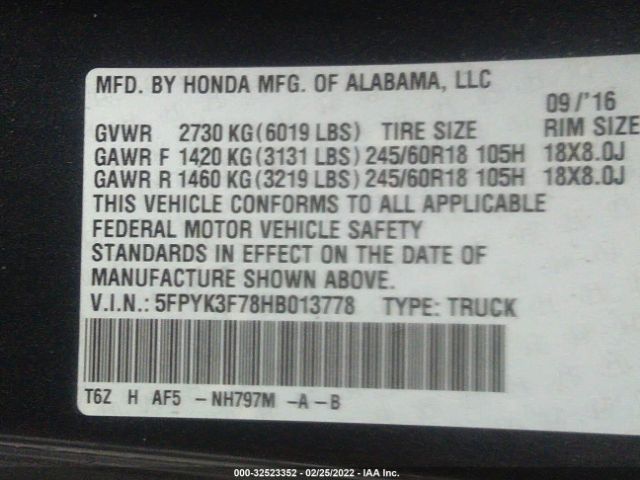 MFD. BY HONDA MFG. OF ALABAMA, LLC
09/'16
GVWR 2730 KG(6019 LBS) TIRE SIZE RIM SIZE
GAWR F 1420 KG(3131 LBS) 245/60R18 105H 18X8.0J
GAWR R 1460 KG(3219 LBS) 245/60R18 105H 18X8.0J
THIS VEHICLE CONFORMS TO ALL APPLICABLE
FEDERAL MOTOR VEHICLE SAFETY
STANDARDS IN EFFECT ON THE DATE OF
MANUFACTURE SHOWN ABOVE.
V.I.N.: 5FPYK3F78HB013778 TYPE: TRUCK
T6Z H AF5 -NH797M -A-B
000-32523352 - 02/25/2022 - IAA Inc.